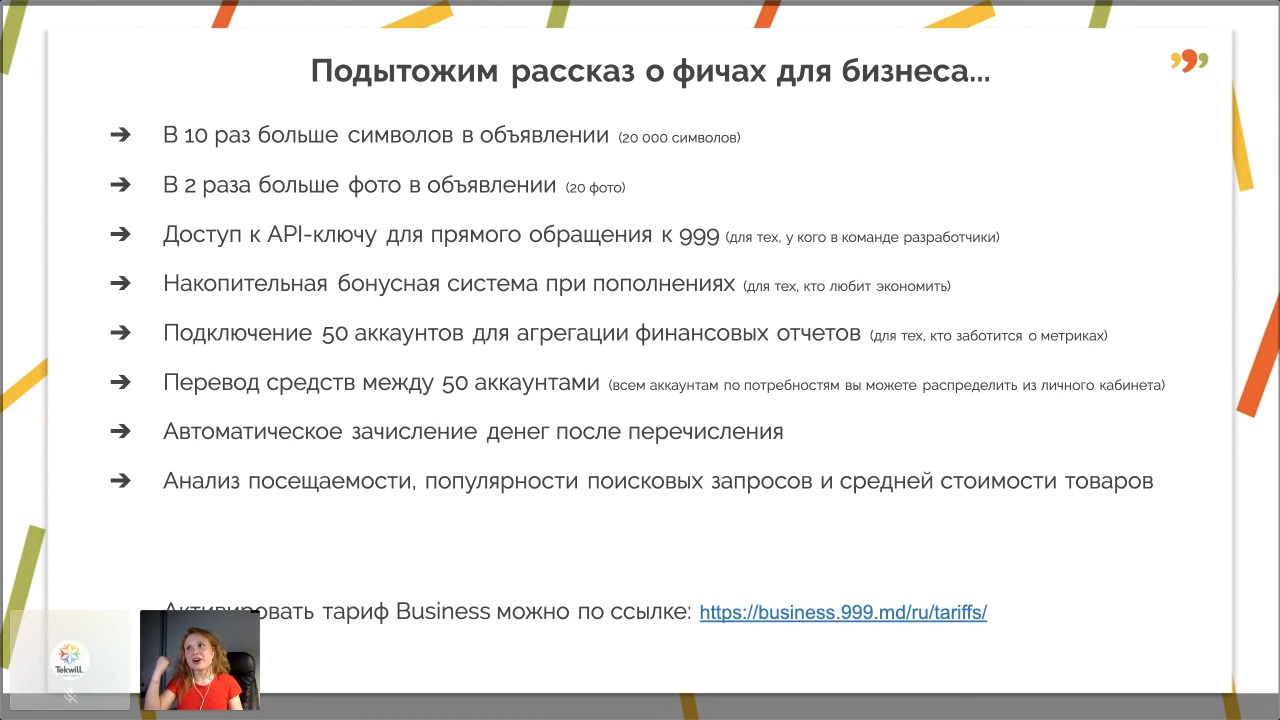 Подытожим рассказ о фичах для бизнеса...
➔ В 10 раз больше символов в объявлении (20 000 символов)
➔ В 2 раза больше фото в объявлении (20 фото)
➔ Доступ к API-ключу для прямого обращения к 999 (для тех, у кого в команде разработчики)
➔ Накопительная бонусная система при пополнениях (для тех, кто любит экономить)
➔ Подключение 50 аккаунтов для агрегации финансовых отчетов (для тех, кто заботится о метриках)
➔ Перевод средств между 50 аккаунтами (всем аккаунтам по потребностям вы можете распределить из личного кабинета)
➔ Автоматическое зачисление денег после перечисления
➔ Анализ посещаемости, популярности поисковых запросов и средней стоимости товаров
Активировать тариф Business можно по ссылке: https://business.999.md/ru/tariffs/
Tekwill